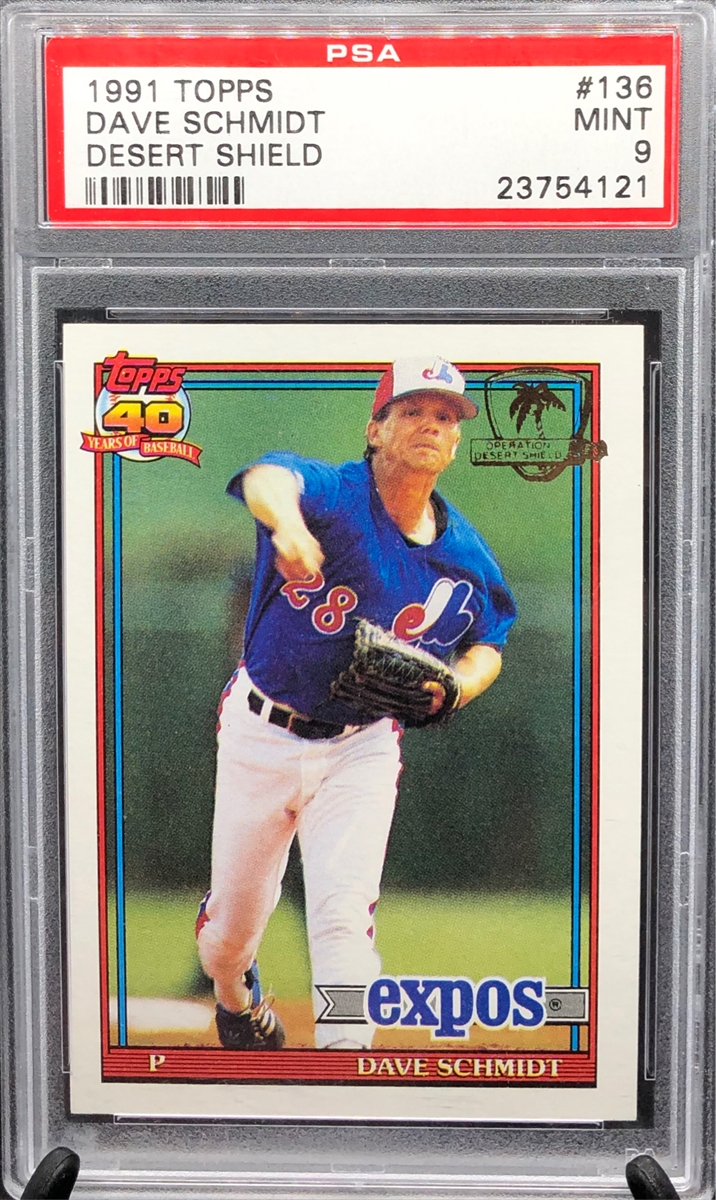 PSA
1991 TOPPS #136
DAVE SCHMIDT MINT
DESERT SHIELD 9
23754121
Topps
40
YEARS OF BASEBALL
OPERATION
DESERT SHIELD
28
expos®
P DAVE SCHMIDT